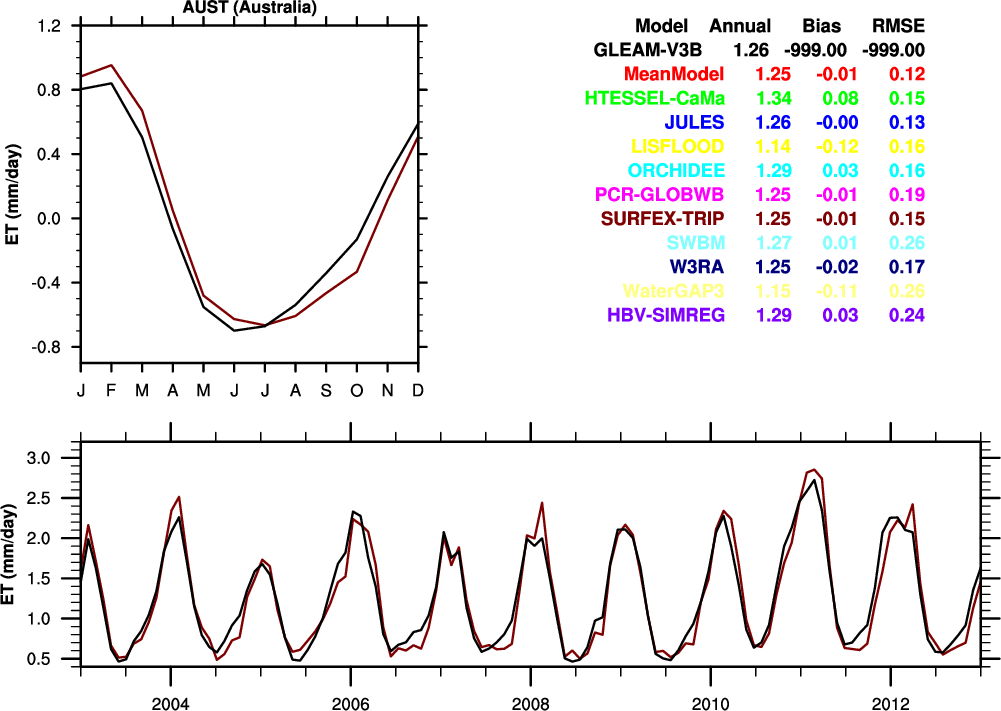 AUST (Australia)
1.2
0.8
0.4
0.0
-0.4
-0.8
ET (mm/day)
J F M A M J J A S O N D
Model Annual Bias RMSE
GLEAM-V3B 1.26 -999.00 -999.00
MeanModel 1.25 -0.01 0.12
HTESSEL-CaMa 1.34 0.08 0.15
JULES 1.26 -0.00 0.13
LISFLOOD 1.14 -0.12 0.16
ORCHIDEE 1.29 0.03 0.16
PCR-GLOBWB 1.25 -0.01 0.19
SURFEX-TRIP 1.25 -0.01 0.15
SWBM 1.27 0.01 0.26
W3RA 1.25 -0.02 0.17
WaterGAP3 1.15 -0.11 0.26
HBV-SIMREG 1.29 0.03 0.24
3.0
2.5
2.0
1.5
1.0
0.5
ET (mm/day)
2004 2006 2008 2010 2012